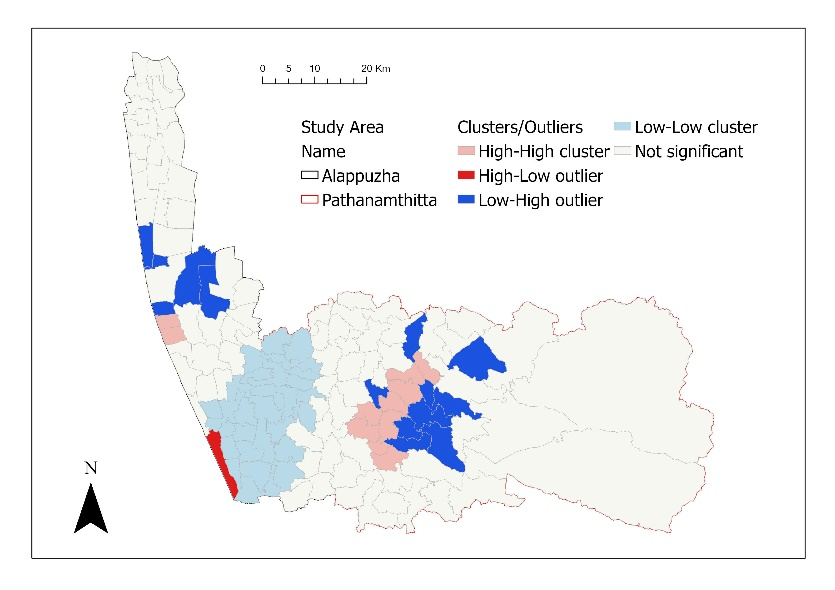 0 5 10 20 Km
Study Area
Name
Alappuzha
Pathanamthitta
Clusters/Outliers
High-High cluster
High-Low outlier
Low-High outlier
Low-Low cluster
Not significant
N